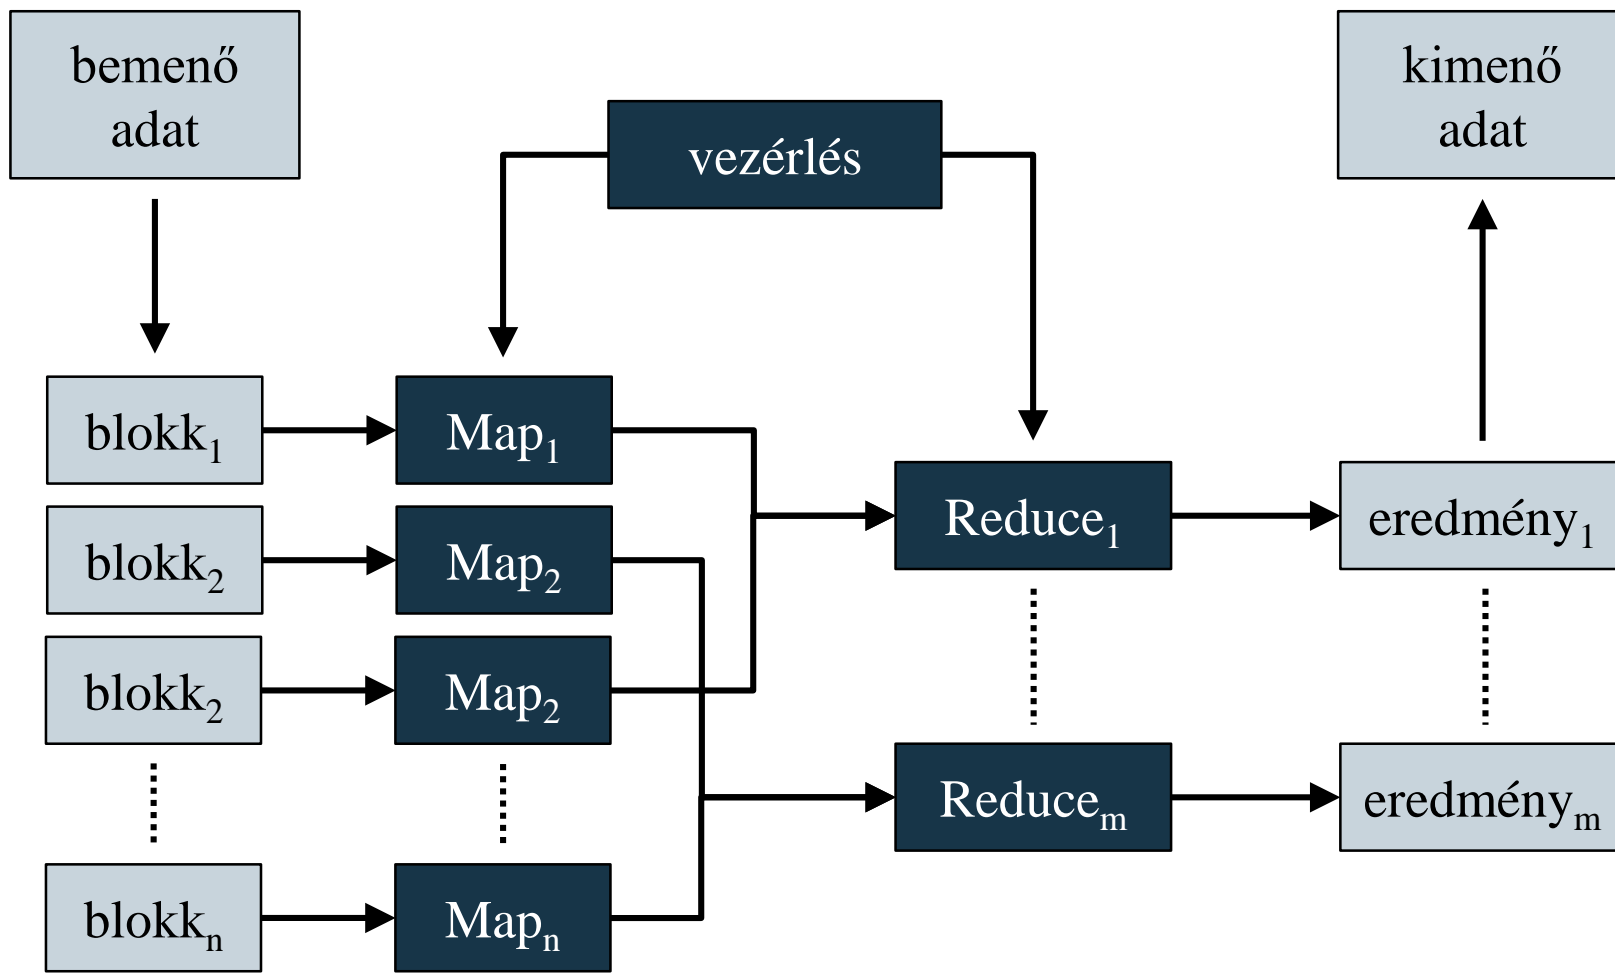 bemenő
adat
kimenő
adat
vezérlés
blokk₁
Map₁
blokk₂
Map₂
blokk₂
Map₂
blokkₙ
Mapₙ
Reduce₁
eredmény₁
Reduceₘ
eredményₘ